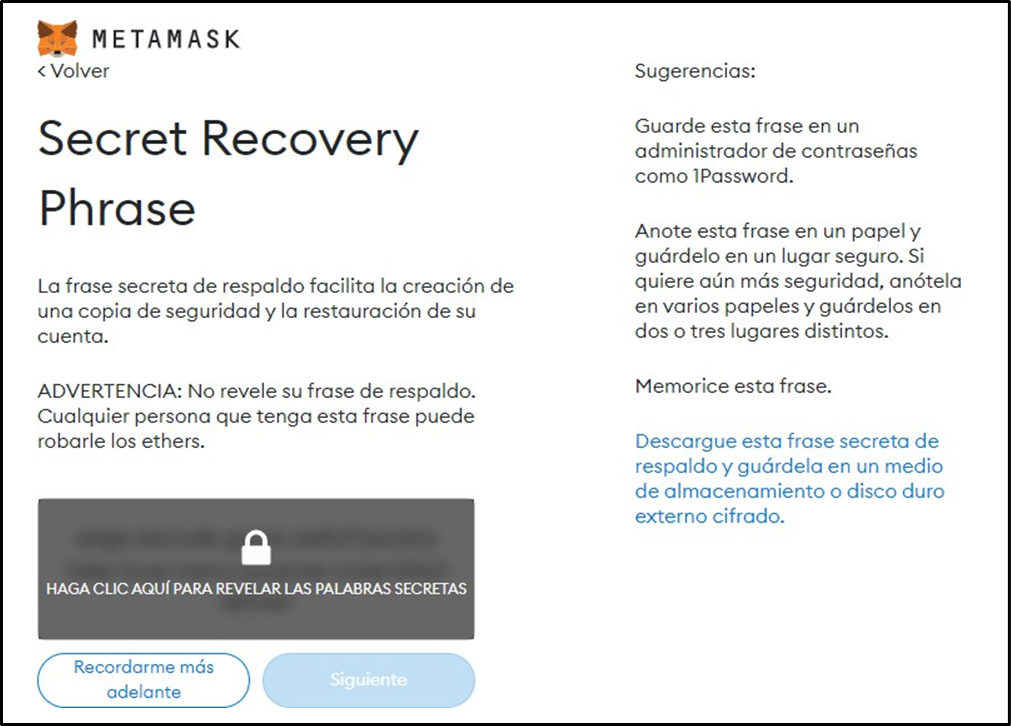 METAMASK
< Volver
Secret Recovery
Phrase
La frase secreta de respaldo facilita la creación de
una copia de seguridad y la restauración de su
cuenta.
ADVERTENCIA: No revele su frase de respaldo.
Cualquier persona que tenga esta frase puede
robarle los ethers.
HAGA CLIC AQUÍ PARA REVELAR LAS PALABRAS SECRETAS
Recordarme más
adelante
Siguiente
Sugerencias:
Guarde esta frase en un
administrador de contraseñas
como 1Password.
Anote esta frase en un papel y
guárdelo en un lugar seguro. Si
quiere aún más seguridad, anótela
en varios papeles y guárdelos en
dos o tres lugares distintos.
Memorice esta frase.
Descargue esta frase secreta de
respaldo y guárdela en un medio
de almacenamiento o disco duro
externo cifrado.